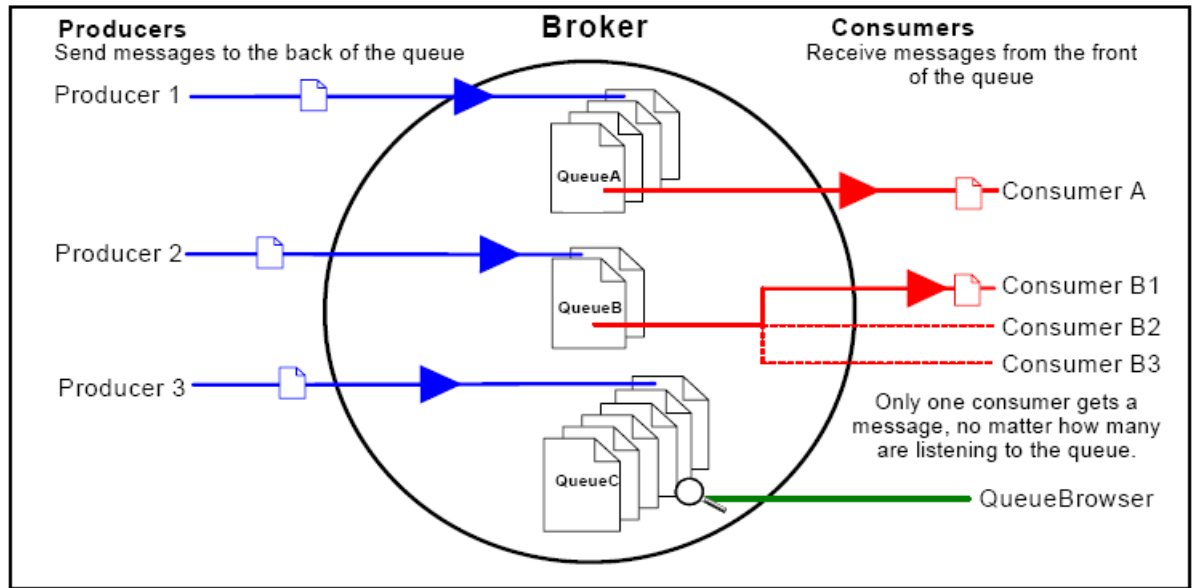 Producers
Send messages to the back of the queue
Broker
Consumers
Receive messages from the front
of the queue
Producer 1
QueueA
Consumer A
Producer 2
QueueB
Consumer B1
Consumer B2
Consumer B3
Producer 3
Only one consumer gets a
message, no matter how many
are listening to the queue.
QueueC
QueueBrowser